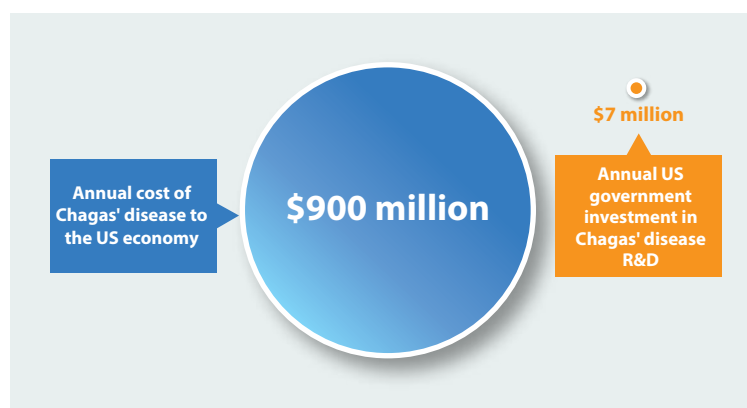 Annual cost of
Chagas' disease to
the US economy
$900 million
$7 million
Annual US
government
investment in
Chagas' disease
R&D